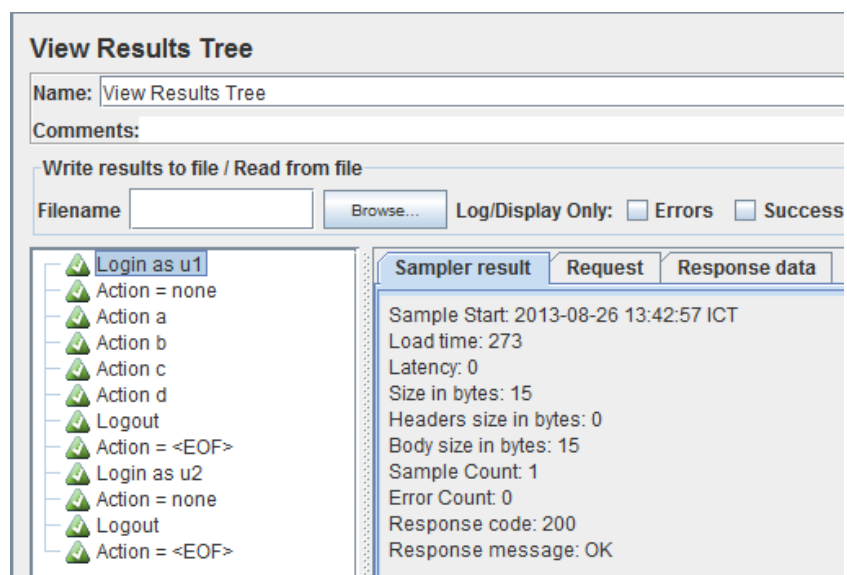 View Results Tree
Name: View Results Tree
Comments:
Write results to file / Read from file
Filename Browse... Log/Display Only: Errors Success
Login as u1
Action = none
Action a
Action b
Action c
Action d
Logout
Action = <EOF>
Login as u2
Action = none
Logout
Action = <EOF>
Sampler result Request Response data
Sample Start: 2013-08-26 13:42:57 ICT
Load time: 273
Latency: 0
Size in bytes: 15
Headers size in bytes: 0
Body size in bytes: 15
Sample Count: 1
Error Count: 0
Response code: 200
Response message: OK